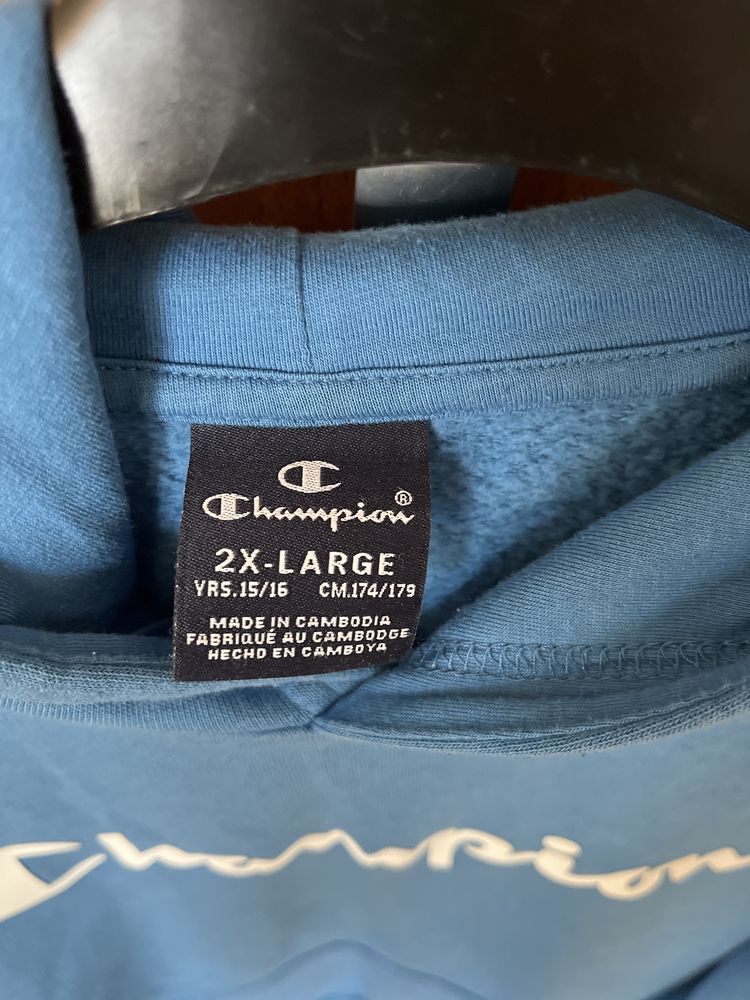 Champion®
2X-LARGE
YRS.15/16 CM.174/179
MADE IN CAMBODIA
FABRIQUÉ AU CAMBODGE
HECHO EN CAMBOYA
Champion